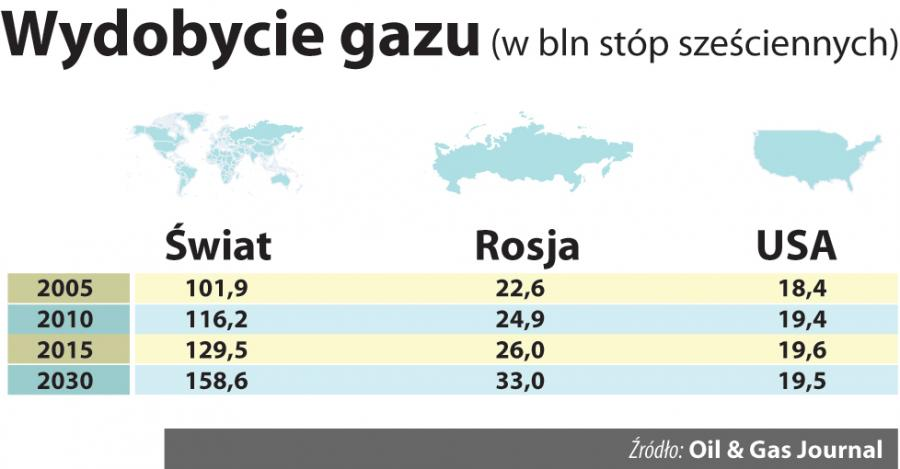 Wydobycie gazu (w bln stóp sześciennych)
Świat Rosja USA
2005 101,9 22,6 18,4
2010 116,2 24,9 19,4
2015 129,5 26,0 19,6
2030 158,6 33,0 19,5
Źródło: Oil & Gas Journal